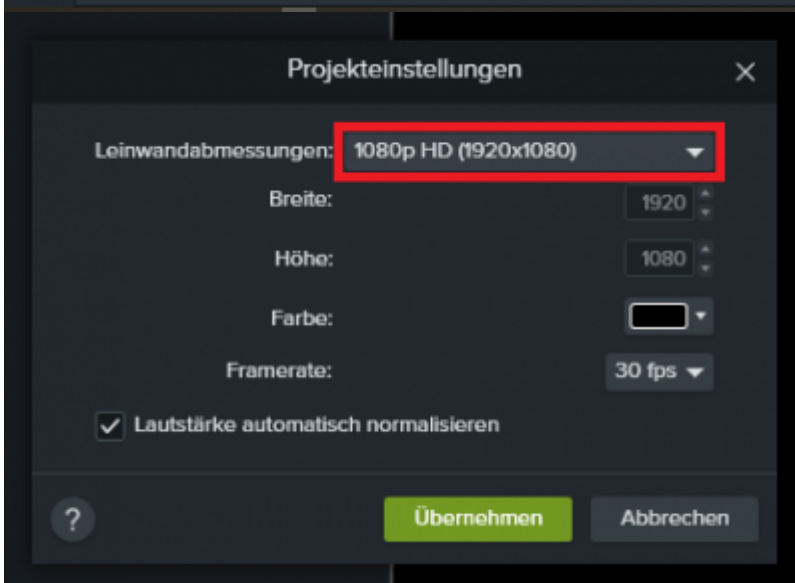 Projekteinstellungen
Leinwandabmessungen: 1080p HD (1920x1080)
Breite: 1920
Höhe: 1080
Farbe:
Framerate: 30 fps
Lautstärke automatisch normalisieren
? Übernehmen Abbrechen